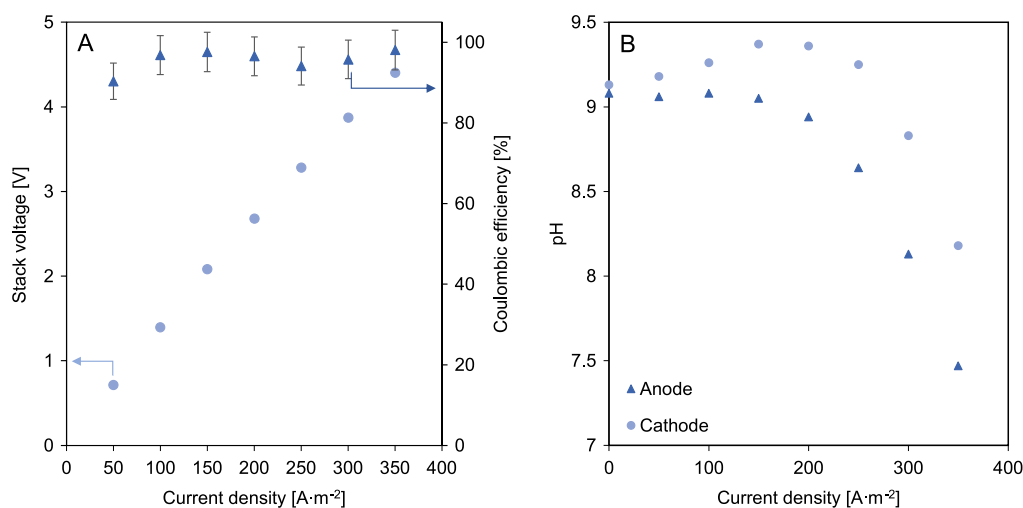 A
5
4
3
2
1
0
Stack voltage [V]
100
80
60
40
20
0
Coulombic efficiency [%]
0 50 100 150 200 250 300 350 400
Current density [A·m-2]
B
9.5
9
8.5
8
7.5
7
pH
Anode
Cathode
0 100 200 300 400
Current density [A·m-2]